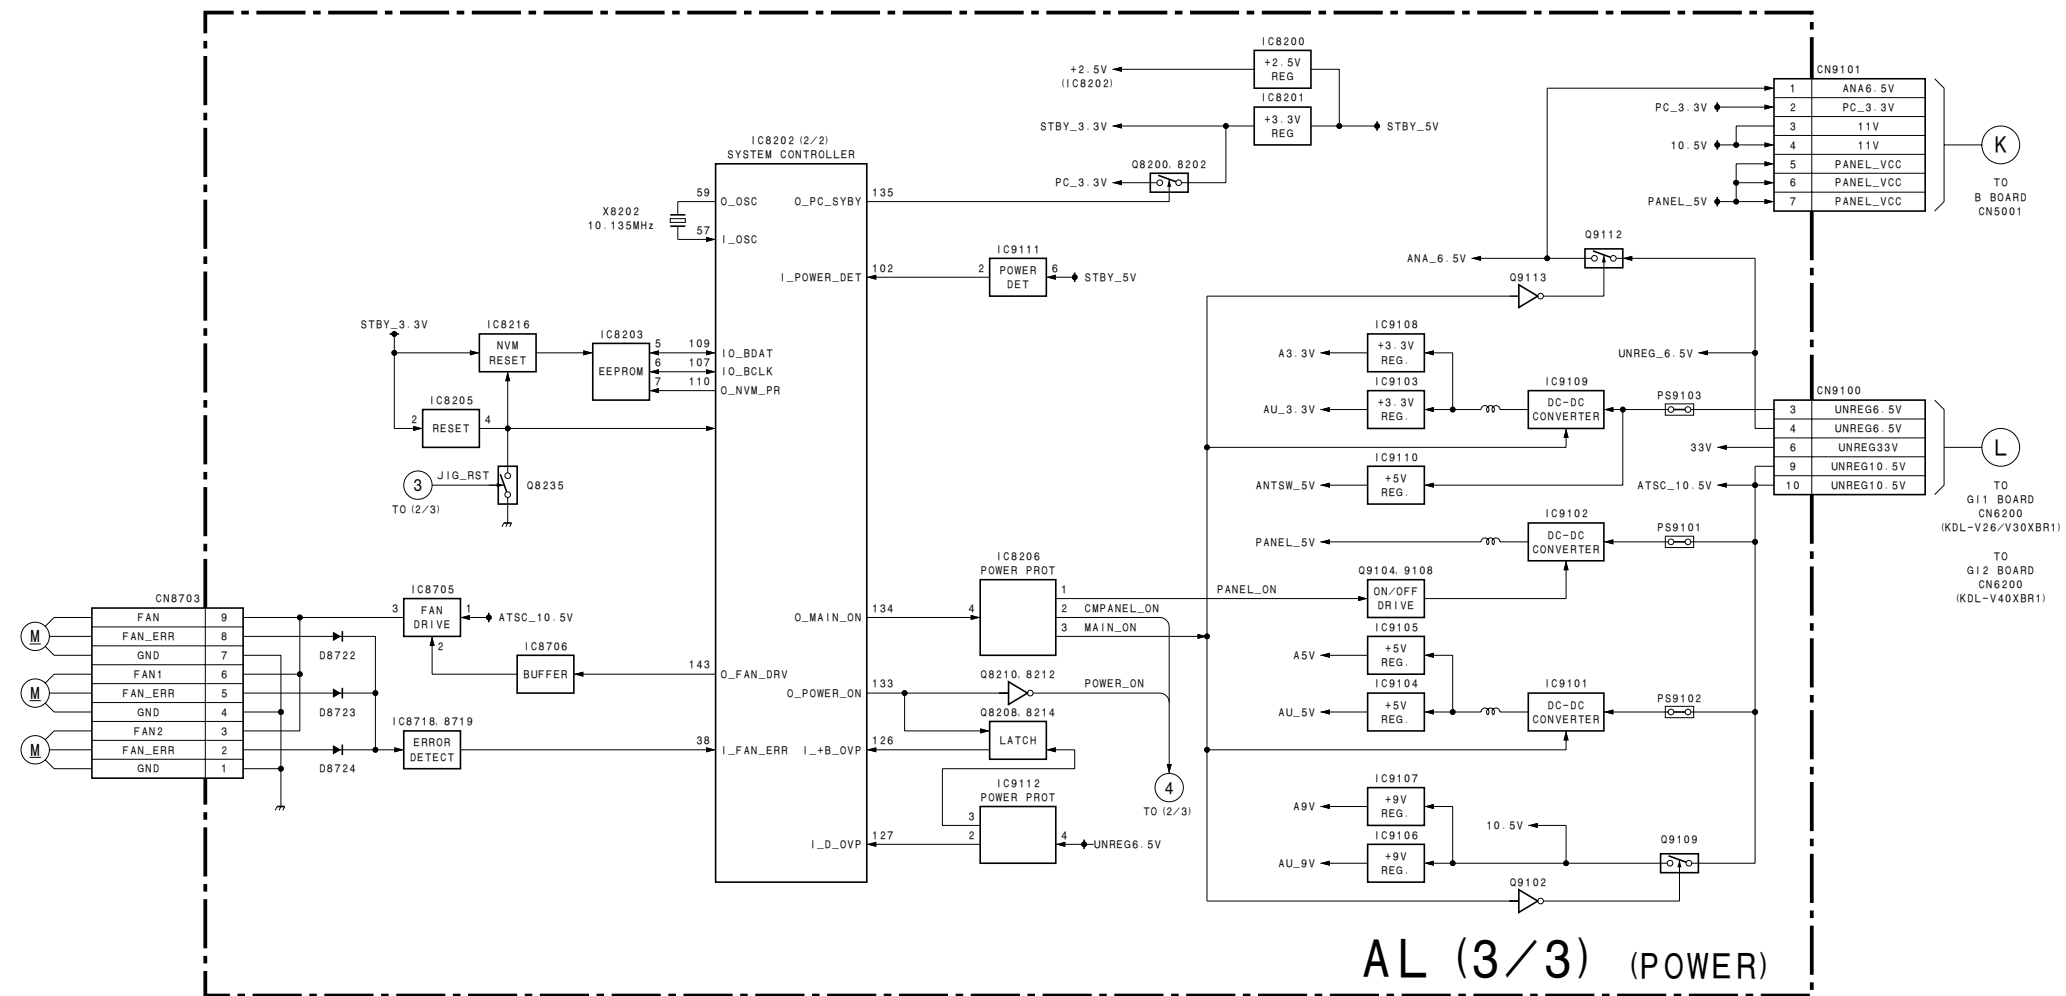 IC8200
+2.5V
REG
+2.5V
(IC8202)
IC8201
+3.3V
REG
STBY_3.3V
STBY_5V
Q8200, 8202
PC_3.3V
CN9101
1 ANA6.5V
2 PC_3.3V
3 11V
4 11V
5 PANEL_VCC
6 PANEL_VCC
7 PANEL_VCC
PC_3.3V
10.5V
PANEL_5V
K
TO
B BOARD
CN5001
IC8202 (2/2)
SYSTEM CONTROLLER
59 O_OSC
57 I_OSC
X8202
10.135MHz
O_PC_SYBY 135
I_POWER_DET 102
IC9111
2 POWER 6
DET
STBY_5V
109 IO_BDAT
107 IO_BCLK
110 O_NVM_PR
STBY_3.3V
IC8216
NVM
RESET
IC8203
EEPROM
5
6
7
IC8205
2 RESET 4
3
JIG_RST
TO (2/3)
Q8235
Q9112
ANA_6.5V
Q9113
IC9108
+3.3V
REG.
A3.3V
UNREG_6.5V
IC9103
+3.3V
REG.
AU_3.3V
IC9109
DC-DC
CONVERTER
PS9103
IC9110
+5V
REG.
ANTSW_5V
CN9100
3 UNREG6.5V
4 UNREG6.5V
6 UNREG33V
9 UNREG10.5V
10 UNREG10.5V
33V
ATSC_10.5V
L
TO
GI1 BOARD
CN6200
(KDL-V26/V30XBR1)
TO
GI2 BOARD
CN6200
(KDL-V40XBR1)
IC9102
DC-DC
CONVERTER
PS9101
PANEL_5V
IC8206
POWER PROT
O_MAIN_ON 134
4
1
2
3
PANEL_ON
CMPANEL_ON
MAIN_ON
Q9104, 9108
ON/OFF
DRIVE
IC9105
+5V
REG.
A5V
IC9104
+5V
REG.
AU_5V
IC9101
DC-DC
CONVERTER
PS9102
CN8703
FAN 9
FAN_ERR 8
GND 7
FAN1 6
FAN_ERR 5
GND 4
FAN2 3
FAN_ERR 2
GND 1
M
M
M
D8722
D8723
D8724
IC8705
3 FAN 1
DRIVE
2
ATSC_10.5V
IC8706
BUFFER
143 O_FAN_DRV
IC8718, 8719
ERROR
DETECT
38 I_FAN_ERR
O_POWER_ON 133
Q8210, 8212
POWER_ON
Q8208, 8214
LATCH
I_+B_OVP 126
IC9112
POWER PROT
3
2
4
UNREG6.5V
I_D_OVP 127
4
TO (2/3)
IC9107
+9V
REG.
A9V
10.5V
IC9106
+9V
REG.
AU_9V
Q9109
Q9102
AL (3/3) (POWER)